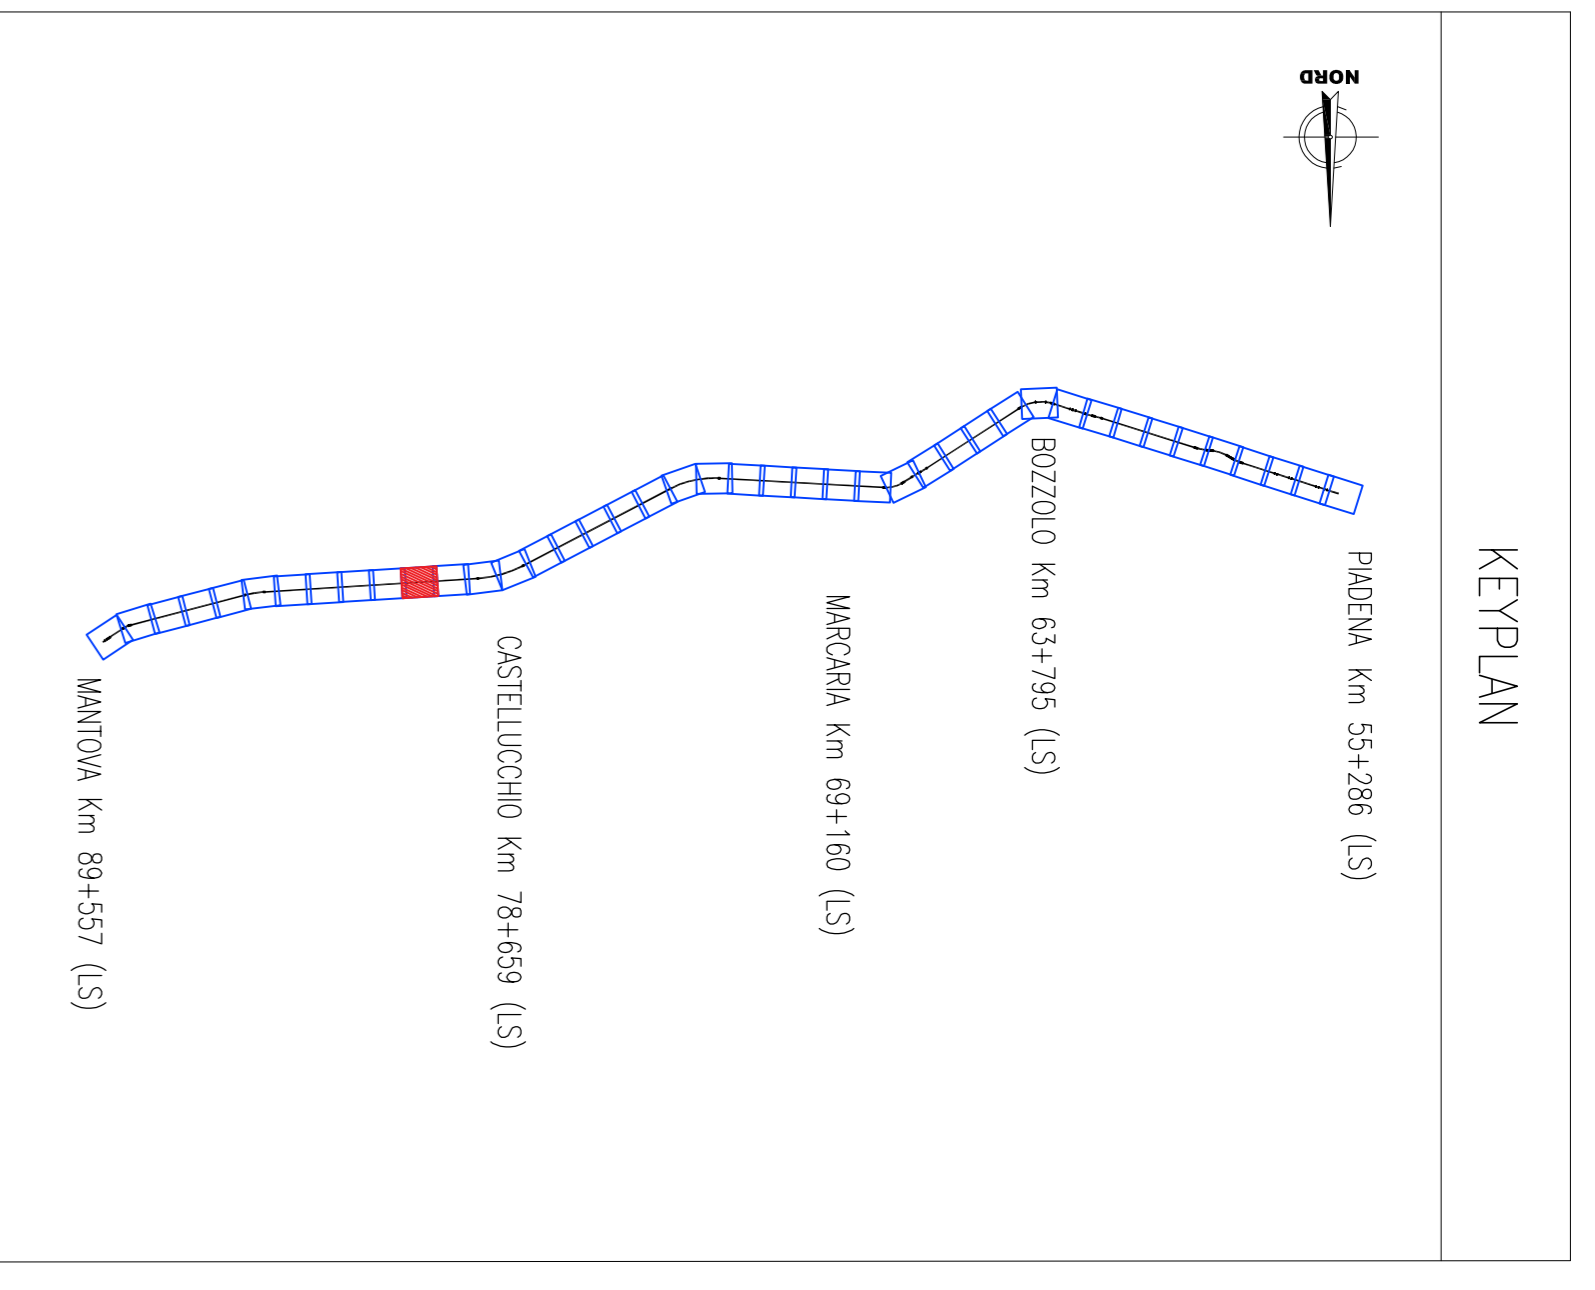 KEYPLAN
NORD
PIADENA Km 55+286 (LS)
BOZZOLO Km 63+795 (LS)
MARCARIA Km 69+160 (LS)
CASTELLUCCHIO Km 78+659 (LS)
MANTOVA Km 89+557 (LS)